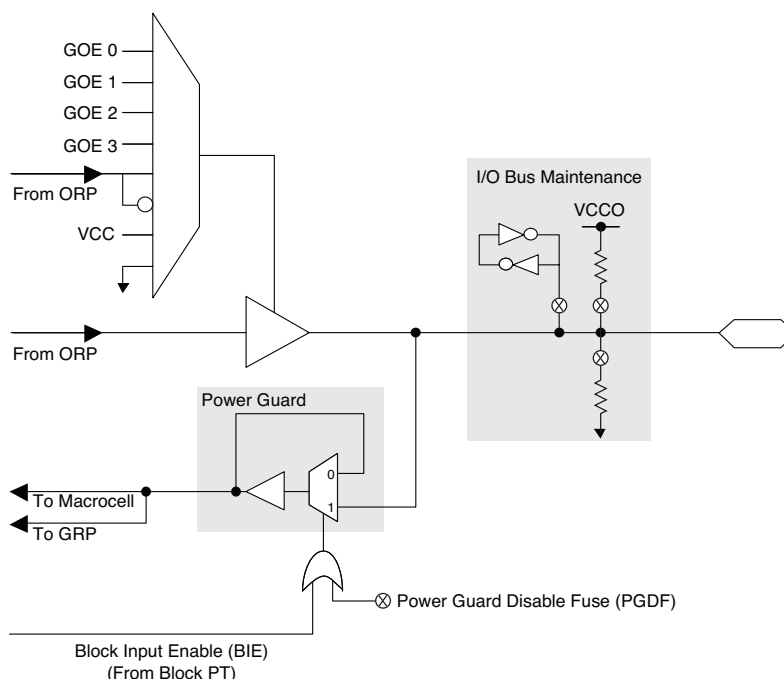 GOE 0
GOE 1
GOE 2
GOE 3
From ORP
VCC
From ORP
I/O Bus Maintenance
VCCO
Power Guard
0
1
To Macrocell
To GRP
Power Guard Disable Fuse (PGDF)
Block Input Enable (BIE)
(From Block PT)